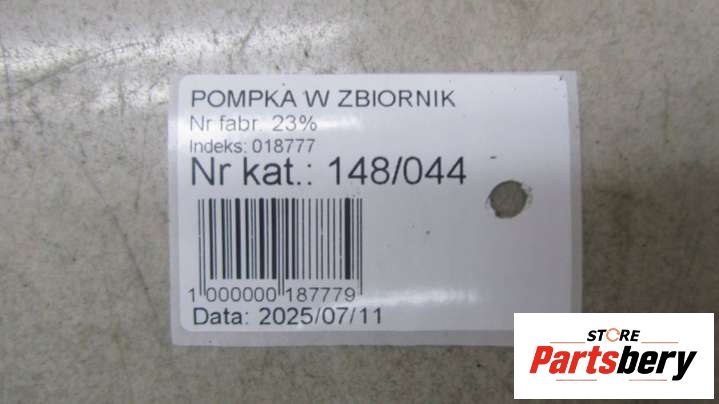 POMPKA W ZBIORNIK
Nr fabr. 23%
Indeks: 018777
Nr kat.: 148/044
1 000000 187779
Data: 2025/07/11
STORE
Partsbery